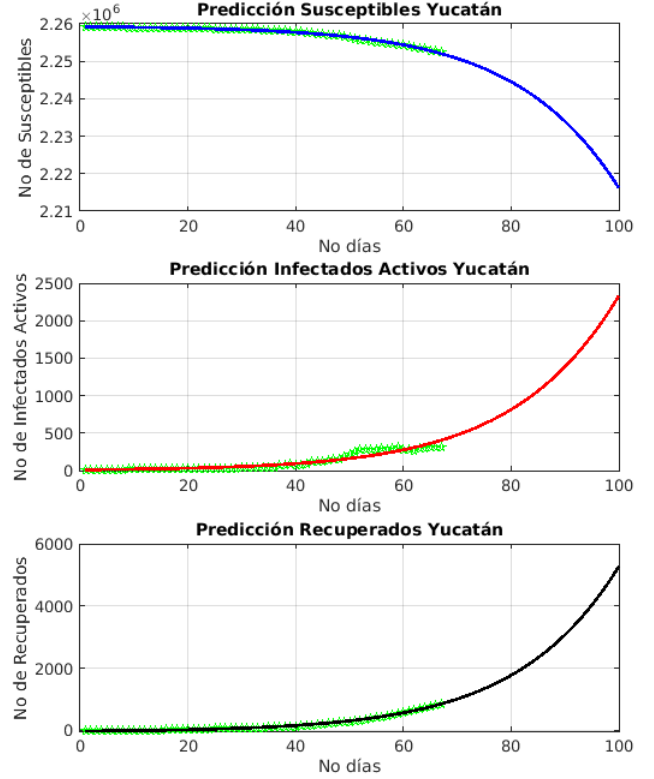 Predicción Susceptibles Yucatán
×10^6
2.26
2.25
2.24
2.23
2.22
2.21
No de Susceptibles
0 20 40 60 80 100
No días
Predicción Infectados Activos Yucatán
2500
2000
1500
1000
500
0
No de Infectados Activos
0 20 40 60 80 100
No días
Predicción Recuperados Yucatán
6000
4000
2000
0
No de Recuperados
0 20 40 60 80 100
No días